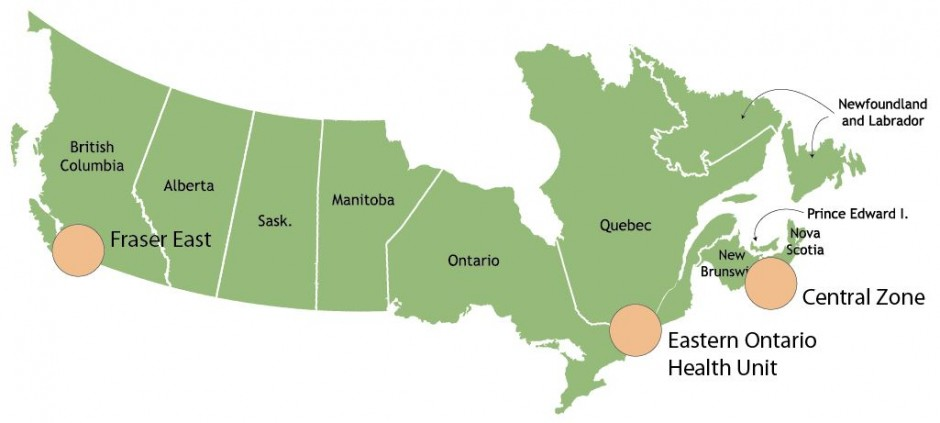 British
Columbia
Alberta
Sask.
Manitoba
Ontario
Quebec
Newfoundland
and Labrador
Prince Edward I.
Nova
Scotia
New
Brunswi
Fraser East
Central Zone
Eastern Ontario
Health Unit